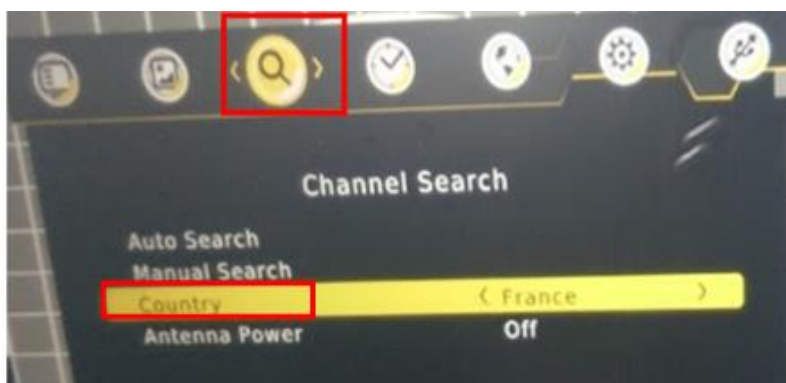 Channel Search
Auto Search
Manual Search
Country < France >
Antenna Power Off